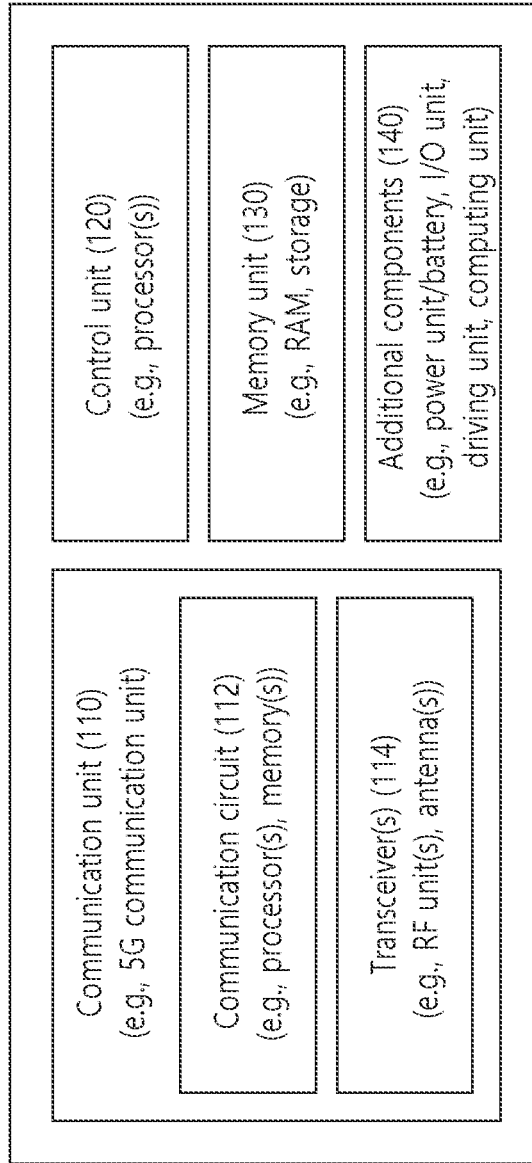 Communication unit (110)
(e.g., 5G communication unit)
Communication circuit (112)
(e.g., processor(s), memory(s))
Transceiver(s) (114)
(e.g., RF unit(s), antenna(s))
Control unit (120)
(e.g., processor(s))
Memory unit (130)
(e.g., RAM, storage)
Additional components (140)
(e.g., power unit/battery, I/O unit,
driving unit, computing unit)